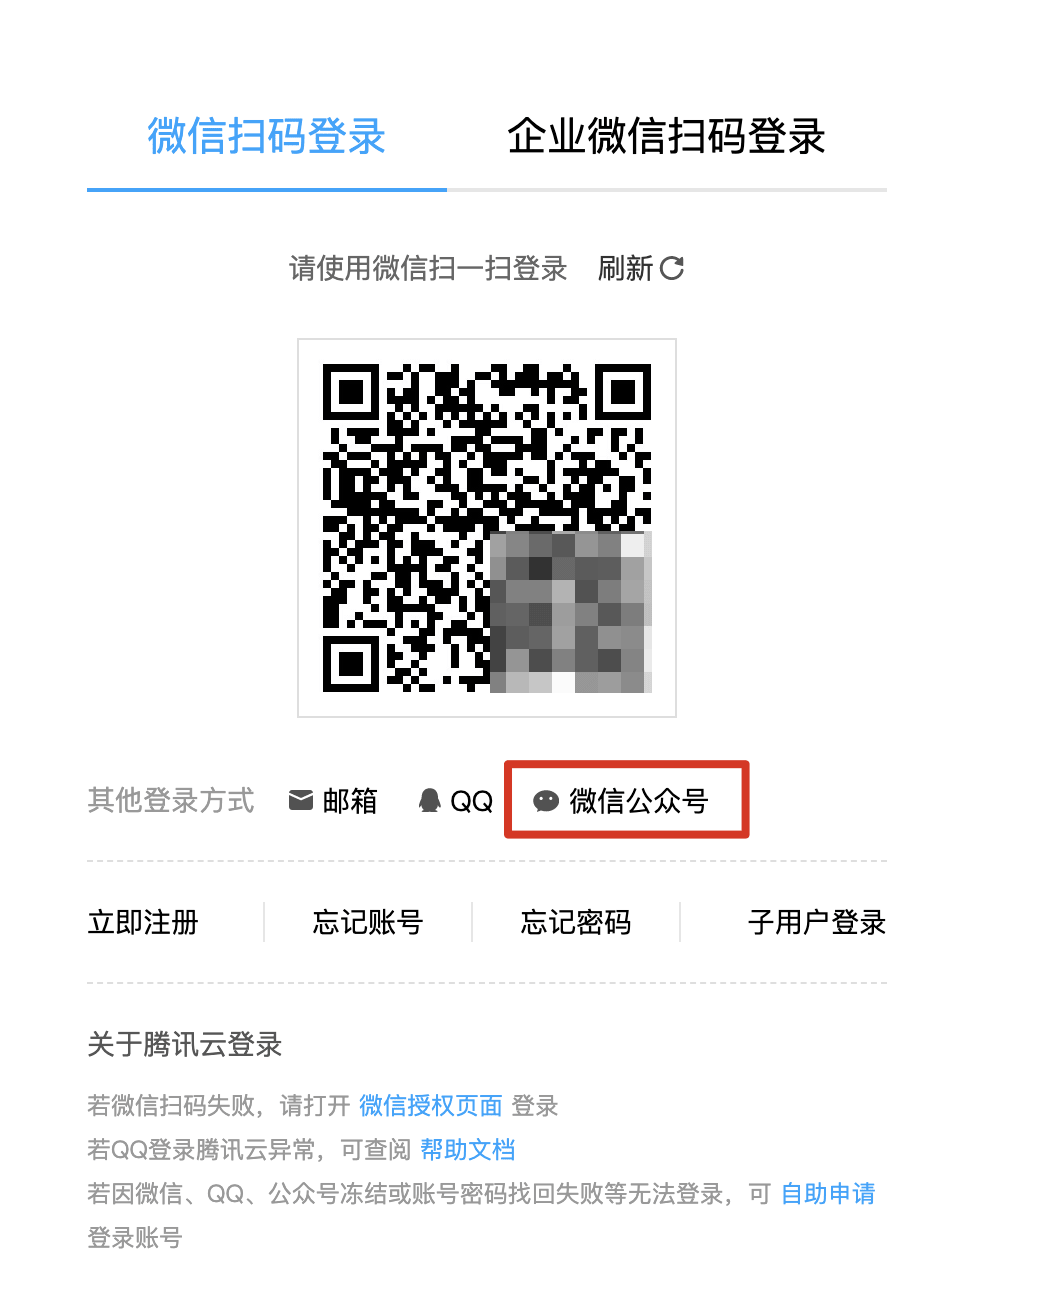 微信扫码登录 企业微信扫码登录
请使用微信扫一扫登录 刷新
其他登录方式 邮箱 QQ 微信公众号
立即注册 忘记账号 忘记密码 子用户登录
关于腾讯云登录
若微信扫码失败，请打开 微信授权页面 登录
若QQ登录腾讯云异常，可查阅 帮助文档
若因微信、QQ、公众号冻结或账号密码找回失败等无法登录，可 自助申请
登录账号